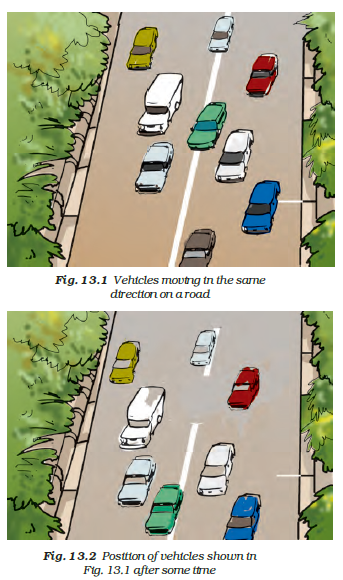 Fig. 13.1 Vehicles moving in the same
direction on a road
Fig. 13.2 Position of vehicles shown in
Fig. 13.1 after some time